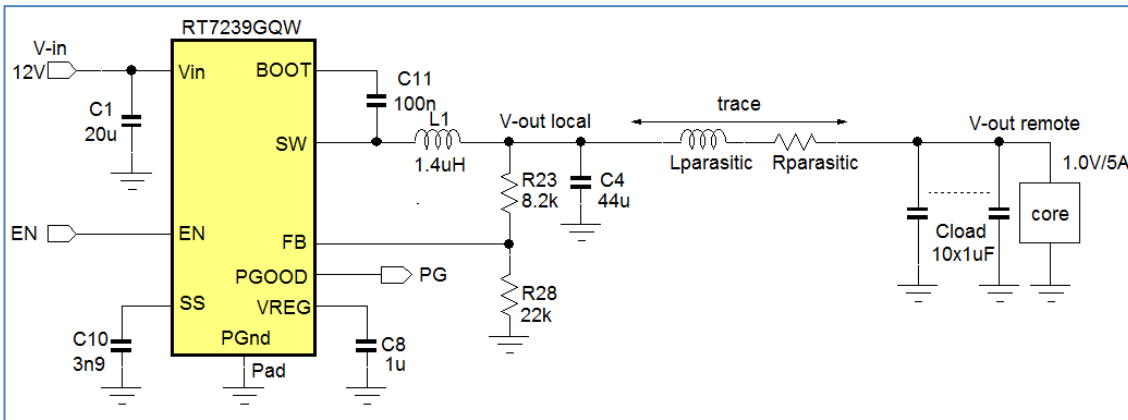 RT7239GQW
V-in
12V
Vin
BOOT
C1
20u
C11
100n
SW
L1
1.4uH
V-out local
trace
Lparasitic
Rparasitic
V-out remote
1.0V/5A
R23
8.2k
C4
44u
Cload
10x1uF
core
EN
EN
FB
PGOOD
PG
SS
VREG
R28
22k
C10
3n9
PGnd
Pad
C8
1u